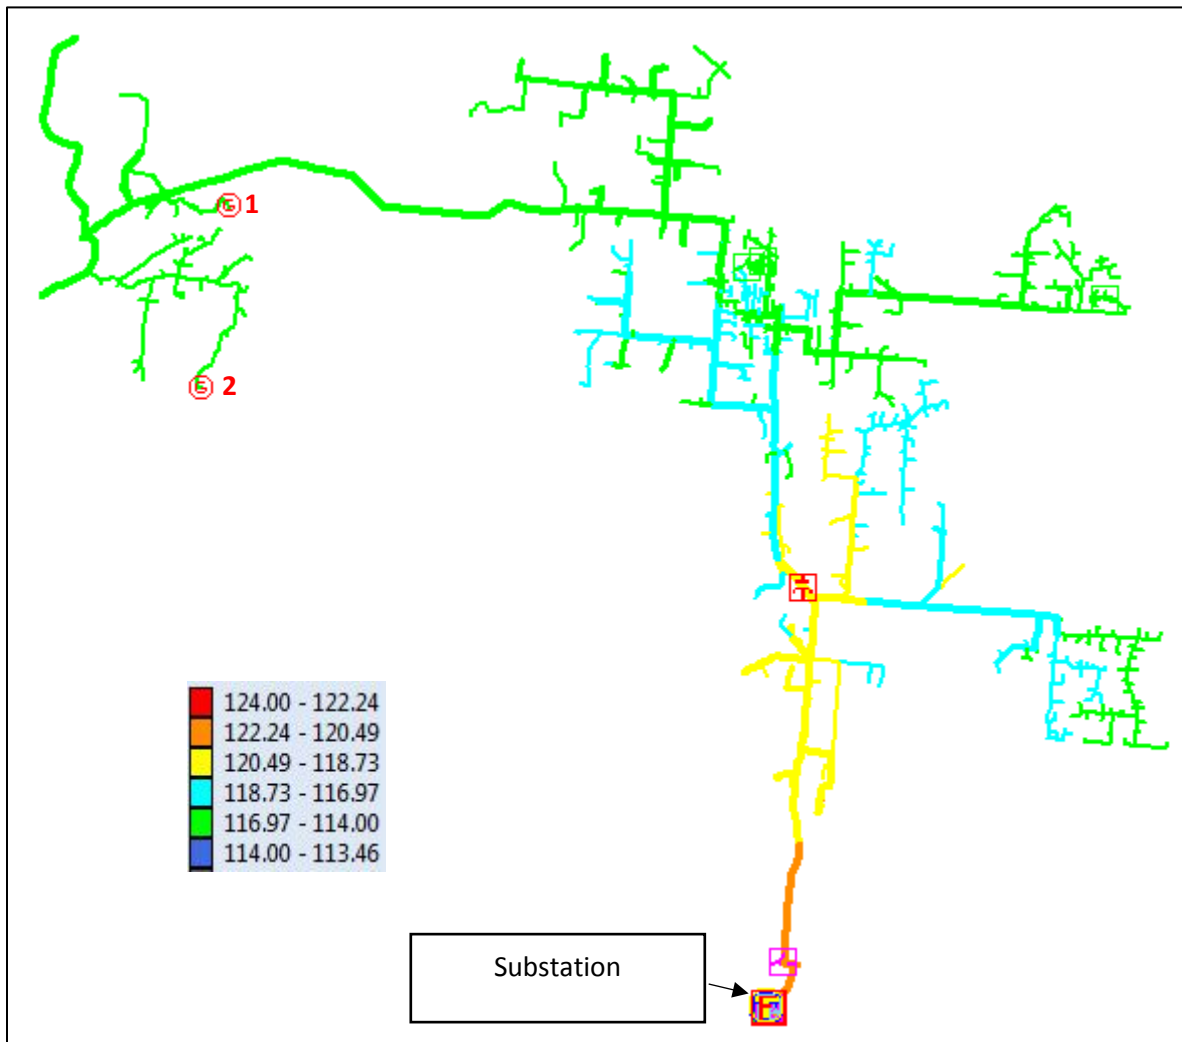 1
2
124.00 - 122.24
122.24 - 120.49
120.49 - 118.73
118.73 - 116.97
116.97 - 114.00
114.00 - 113.46
Substation
F